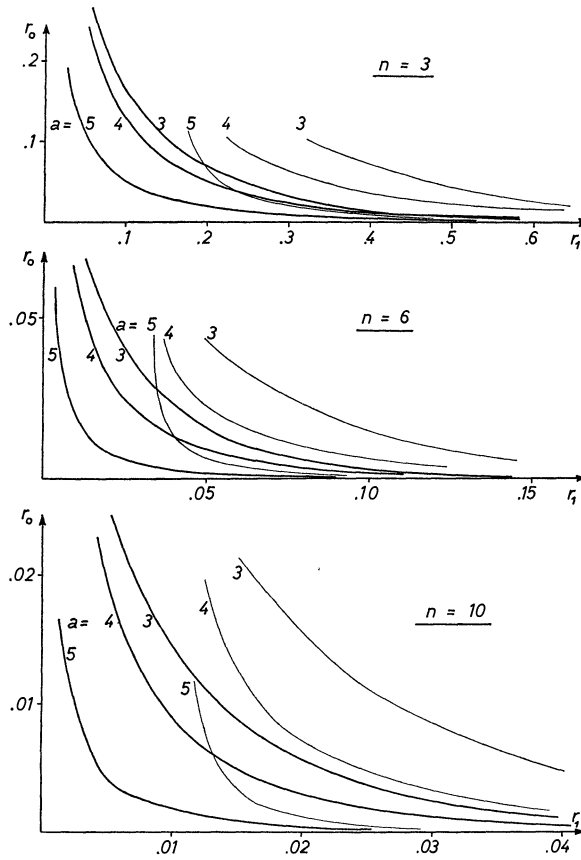 r₀
.2
n = 3
a = 5 4 3 5 4 3
.1
.1 .2 .3 .4 .5 .6 r₁
r₀
.05
a = 5 4 3 n = 6
5 4 3
.05 .10 .15 r₁
r₀
.02
3
4
a = 4 3 n = 10
5
5
.01
.01 .02 .03 .04 r₁